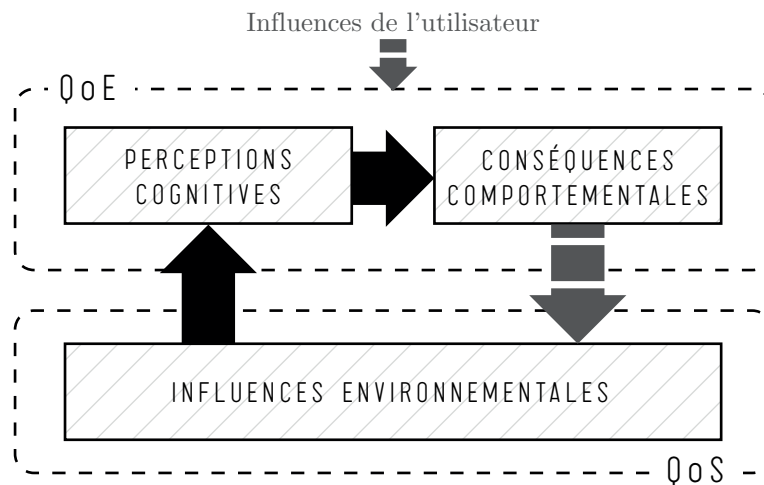 Influences de l'utilisateur
QoE
PERCEPTIONS
COGNITIVES
CONSÉQUENCES
COMPORTEMENTALES
INFLUENCES ENVIRONNEMENTALES
QoS